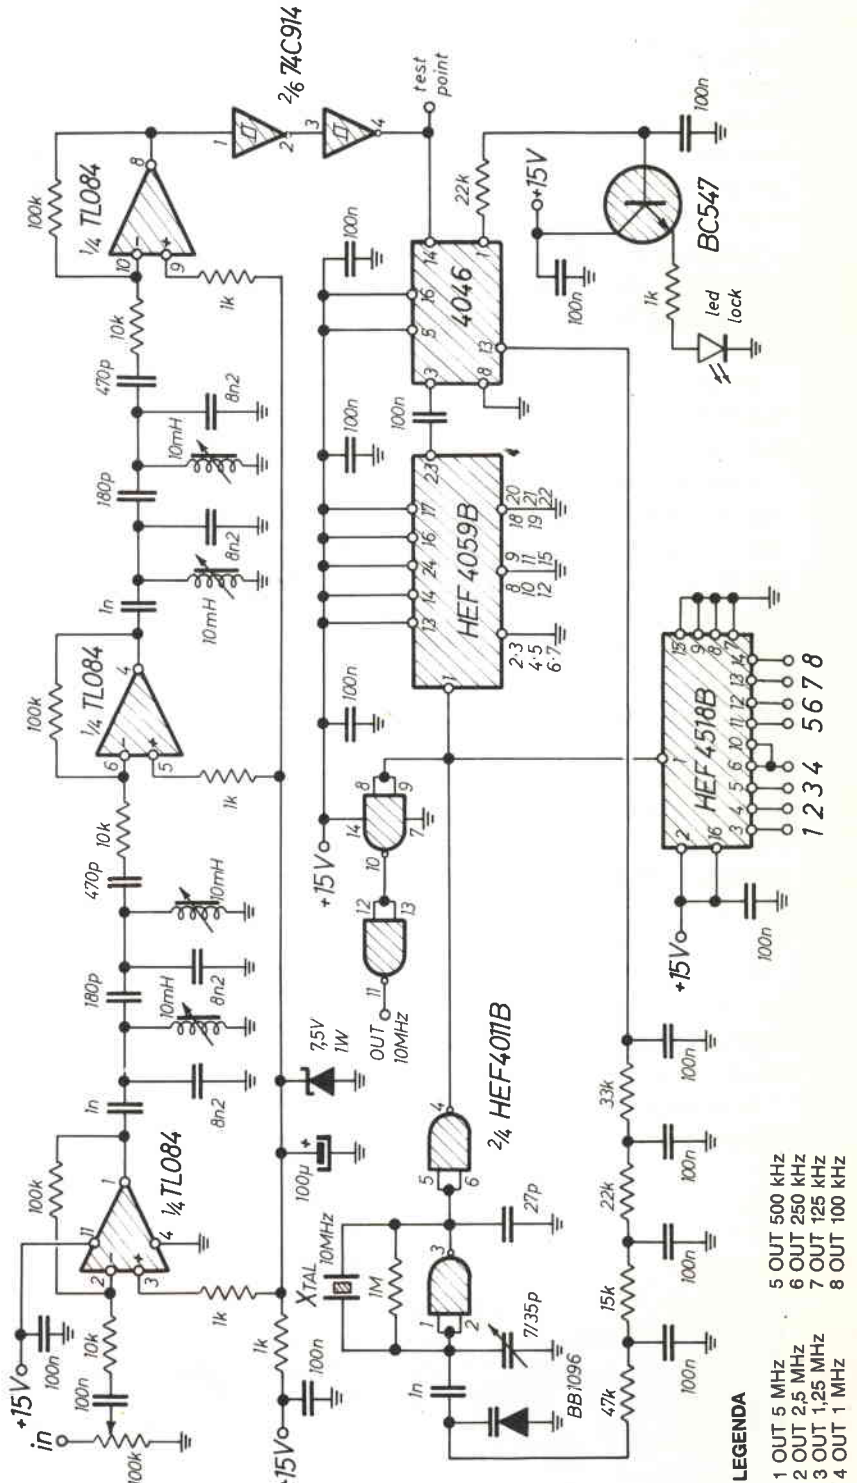 in
+15V
100k
100n
100n
10k
100k
2
3
11
1
4
¼ TL084
1k
1n
8n2
10mH
180p
8n2
10mH
470p
10k
100k
6
5
4
¼ TL084
1k
1n
10mH
8n2
180p
10mH
8n2
470p
10k
100k
10
9
8
¼ TL084
1k
1
2
3
4
2/6 74C914
test
point
+15V
100n
1k
100µ
+
7,5V
1W
XTAL
10MHz
1M
1
2
3
5
6
4
2/4 HEF4011B
1n
7/35p
27p
BB1096
OUT
10MHz
11
12
13
10
8
9
14
7
+15V
100n
100n
100n
13
14
24
16
17
1
23
HEF 4059B
2·3
4·5
6·7
8
9
10
11
12
15
18
20
19
21
22
100n
5
16
14
3
8
13
1
4046
22k
+15V
100n
100n
BC547
1k
led
lock
47k
15k
22k
33k
100n
100n
100n
100n
+15V
100n
2
16
1
15
9
8
7
HEF 4518B
3
4
5
6
10
11
12
13
14
1 2 3 4 5 6 7 8
LEGENDA
1 OUT 5 MHz
2 OUT 2,5 MHz
3 OUT 1,25 MHz
4 OUT 1 MHz
5 OUT 500 kHz
6 OUT 250 kHz
7 OUT 125 kHz
8 OUT 100 kHz